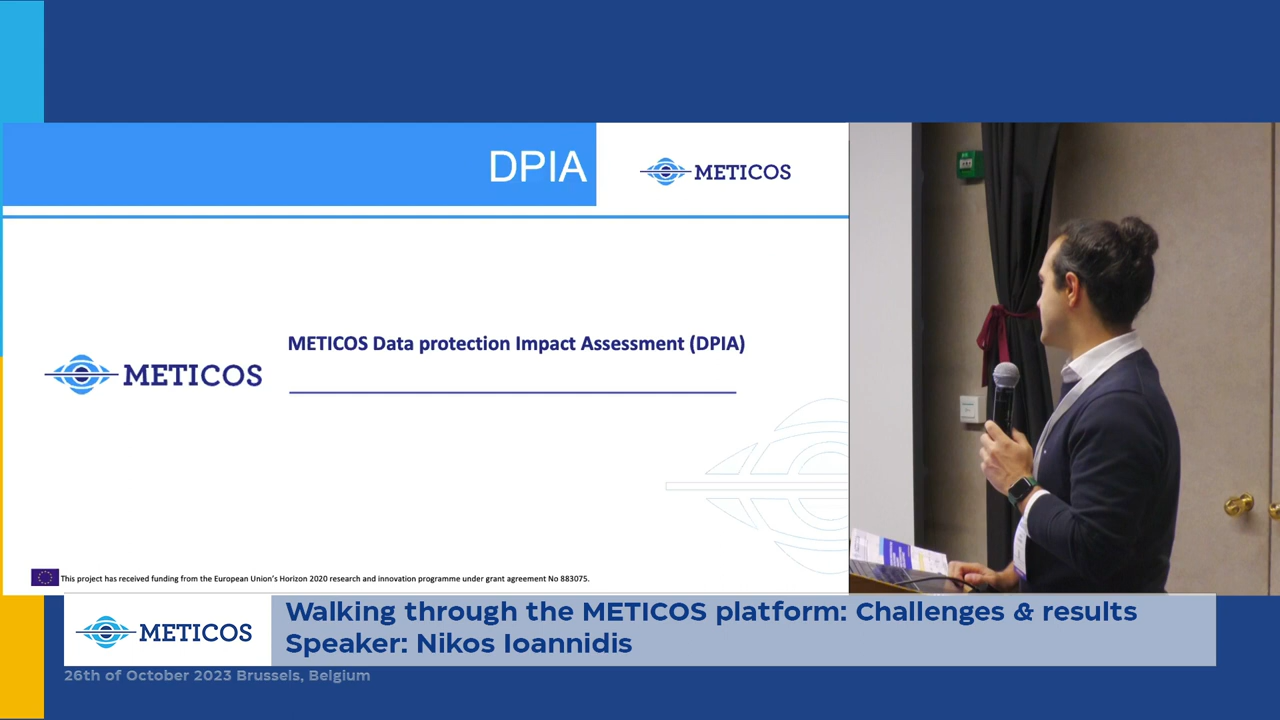 DPIA
METICOS
METICOS Data protection Impact Assessment (DPIA)
METICOS
This project has received funding from the European Union's Horizon 2020 research and innovation programme under grant agreement No 883075.
METICOS
Walking through the METICOS platform: Challenges & results
Speaker: Nikos Ioannidis
26th of October 2023 Brussels, Belgium